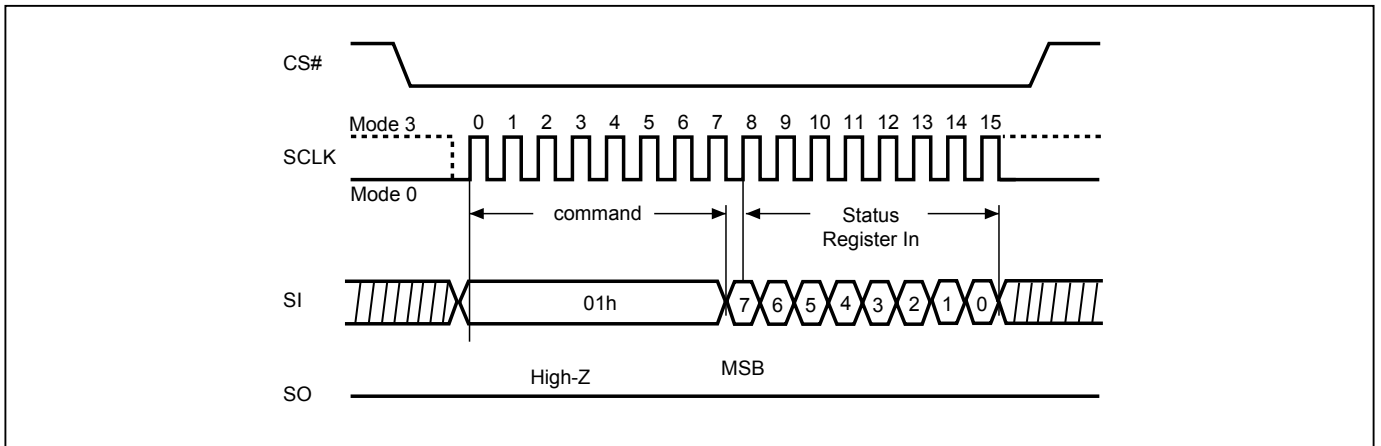 CS#
Mode 3
0 1 2 3 4 5 6 7 8 9 10 11 12 13 14 15
SCLK
Mode 0
command
Status
Register In
SI
01h
7 6 5 4 3 2 1 0
MSB
High-Z
SO